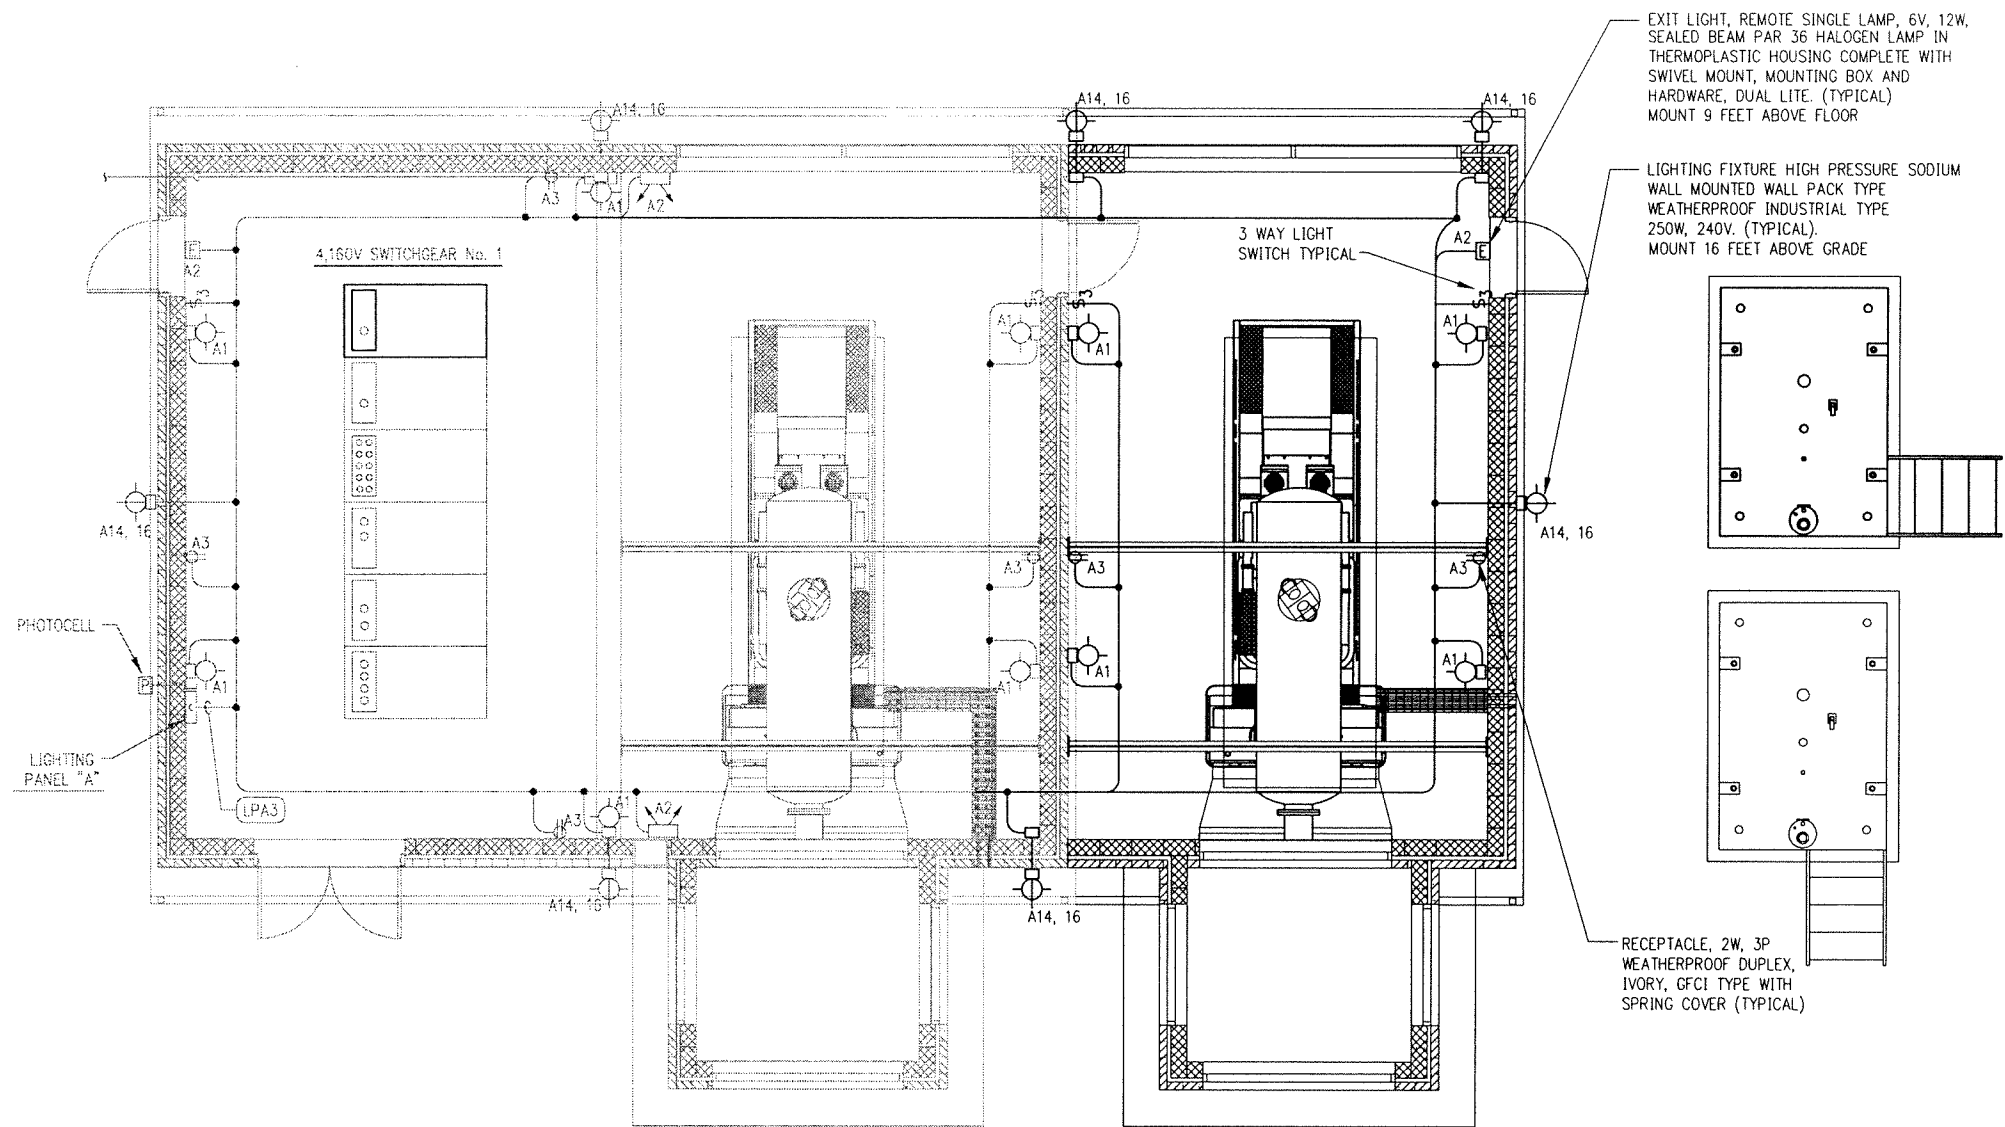 EXIT LIGHT, REMOTE SINGLE LAMP, 6V, 12W,
SEALED BEAM PAR 36 HALOGEN LAMP IN
THERMOPLASTIC HOUSING COMPLETE WITH
SWIVEL MOUNT, MOUNTING BOX AND
HARDWARE, DUAL LITE. (TYPICAL)
MOUNT 9 FEET ABOVE FLOOR
A14, 16
A14, 16
A14, 16
LIGHTING FIXTURE HIGH PRESSURE SODIUM
WALL MOUNTED WALL PACK TYPE
WEATHERPROOF INDUSTRIAL TYPE
250W, 240V. (TYPICAL).
MOUNT 16 FEET ABOVE GRADE
A3
A1
A2
3 WAY LIGHT
SWITCH TYPICAL
A2
E
4,160V SWITCHGEAR No. 1
E
A2
S3
S3
S3
S3
A1
A1
A1
A1
A14, 16
A14, 16
A3
A3
A3
A3
PHOTOCELL
P
A1
A1
A1
A1
LIGHTING
PANEL "A"
LPA3
A3
A1
A2
A14, 16
A14, 16
RECEPTACLE, 2W, 3P
WEATHERPROOF DUPLEX,
IVORY, GFCI TYPE WITH
SPRING COVER (TYPICAL)